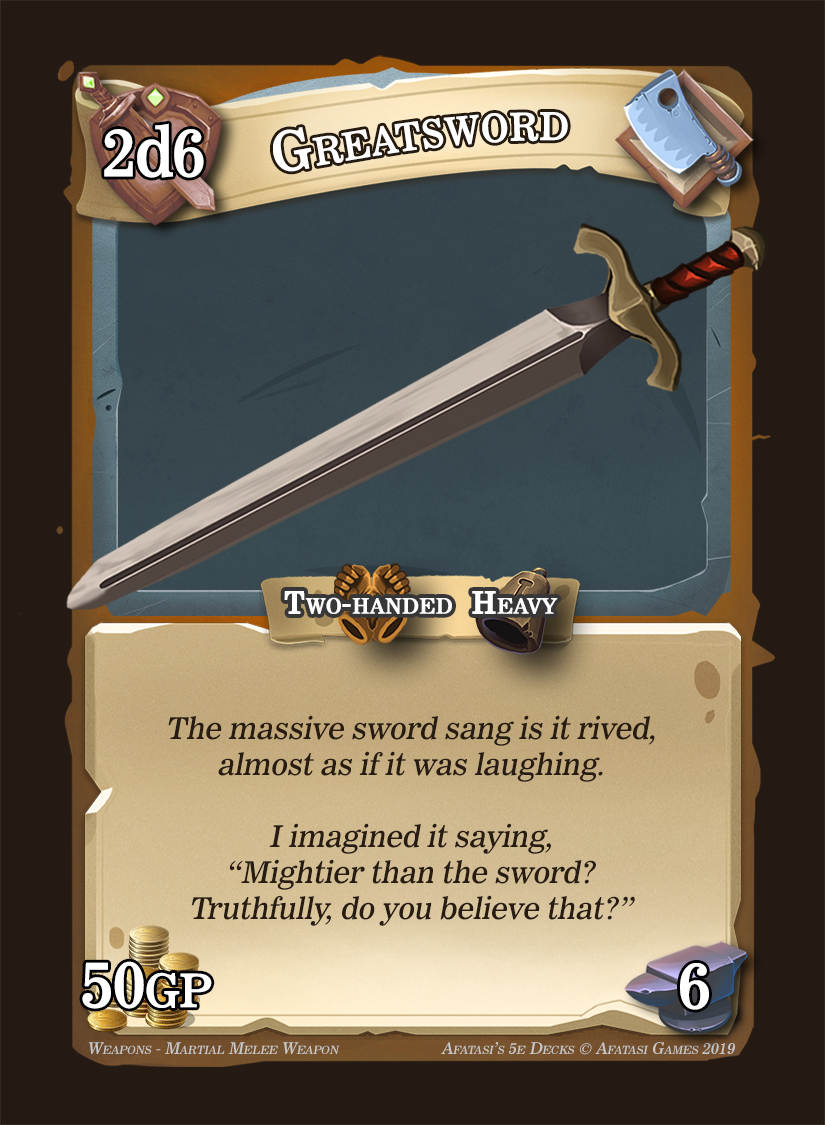 2d6
Greatsword
Two-handed Heavy
The massive sword sang is it rived,
almost as if it was laughing.
I imagined it saying,
“Mightier than the sword?
Truthfully, do you believe that?”
50GP
6
Weapons - Martial Melee Weapon
Afatasi's 5e Decks © Afatasi Games 2019